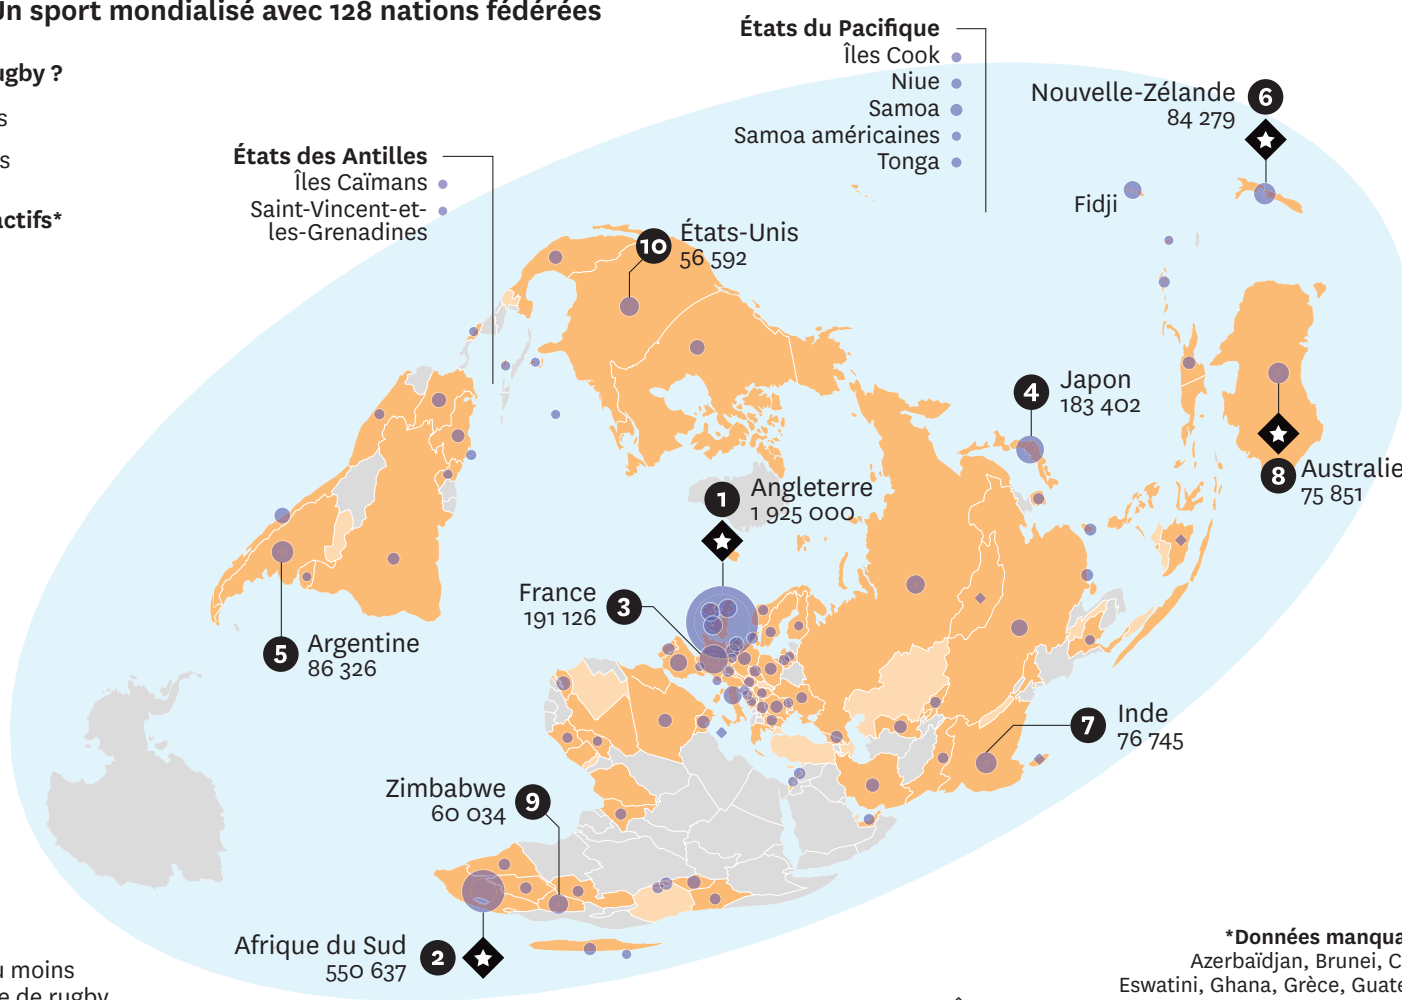 Un sport mondialisé avec 128 nations fédérées
rugby ?
s
s
actifs*
États du Pacifique
Îles Cook
Niue
Samoa
Samoa américaines
Tonga
Nouvelle-Zélande 6
84 279
Fidji
États des Antilles
Îles Caïmans
Saint-Vincent-et-
les-Grenadines
10 États-Unis
56 592
4 Japon
183 402
8 Australie
75 851
1 Angleterre
1 925 000
France 3
191 126
5 Argentine
86 326
7 Inde
76 745
Zimbabwe 9
60 034
Afrique du Sud 2
550 637
u moins
e de rugby
*Données manqua
Azerbaïdjan, Brunei, C
Eswatini, Ghana, Grèce, Guate